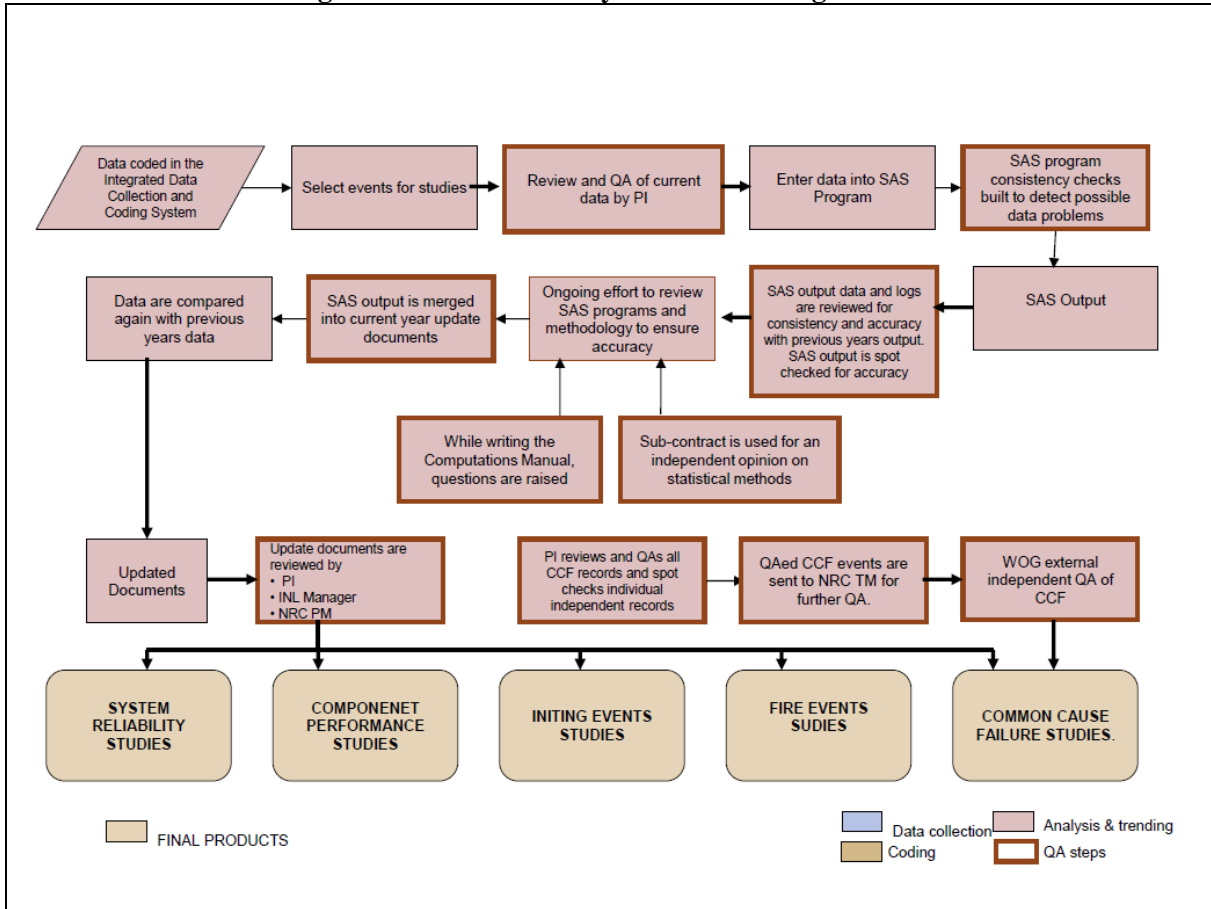 Data coded in the
Integrated Data
Collection and
Coding System
Select events for studies
Review and QA of current
data by PI
Enter data into SAS
Program
SAS program
consistency checks
built to detect possible
data problems
Data are compared
again with previous
years data
SAS output is merged
into current year update
documents
Ongoing effort to review
SAS programs and
methodology to ensure
accuracy
SAS output data and logs
are reviewed for
consistency and accuracy
with previous years output.
SAS output is spot
checked for accuracy
SAS Output
While writing the
Computations Manual,
questions are raised
Sub-contract is used for an
independent opinion on
statistical methods
Updated
Documents
Update documents are
reviewed by
• PI
• INL Manager
• NRC PM
PI reviews and QAs all
CCF records and spot
checks individual
independent records
QAed CCF events are
sent to NRC TM for
further QA.
WOG external
independent QA of
CCF
SYSTEM
RELIABILITY
STUDIES
COMPONENET
PERFORMANCE
STUDIES
INITING EVENTS
STUDIES
FIRE EVENTS
SUDIES
COMMON CAUSE
FAILURE STUDIES.
FINAL PRODUCTS
Data collection
Analysis & trending
Coding
QA steps